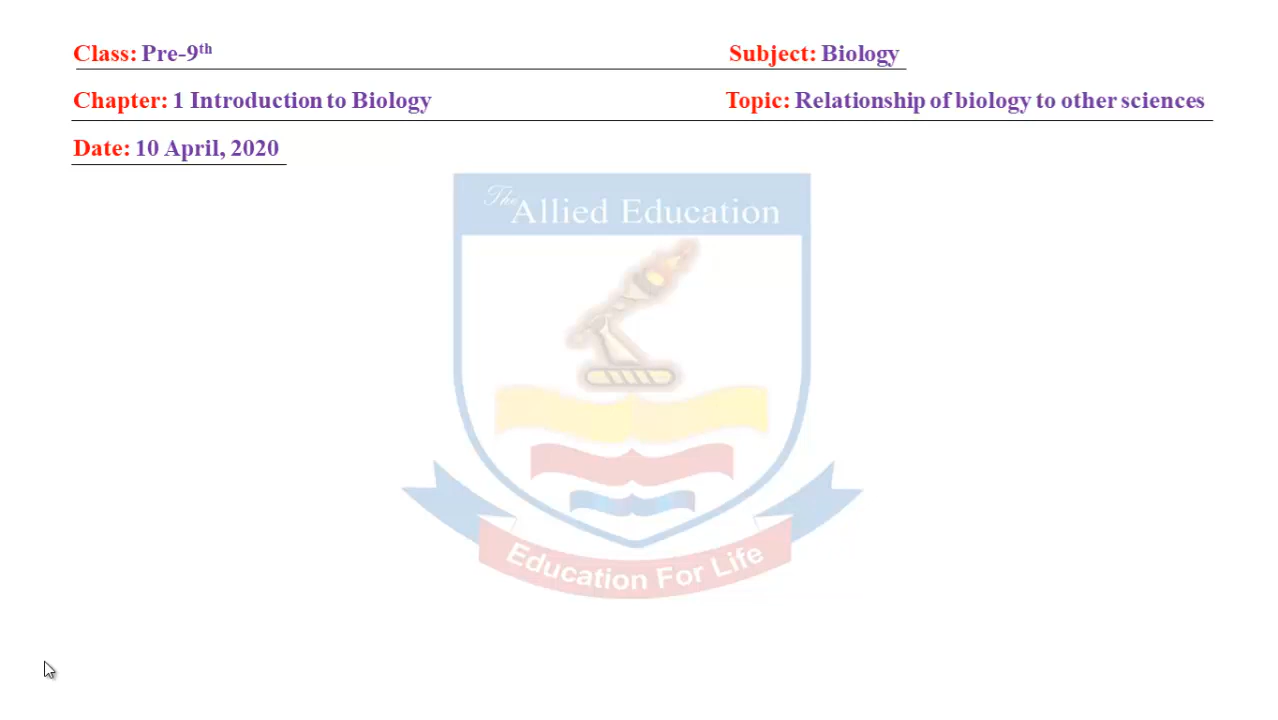 Class: Pre-9th Subject: Biology
Chapter: 1 Introduction to Biology Topic: Relationship of biology to other sciences
Date: 10 April, 2020
The Allied Education
Education For Life